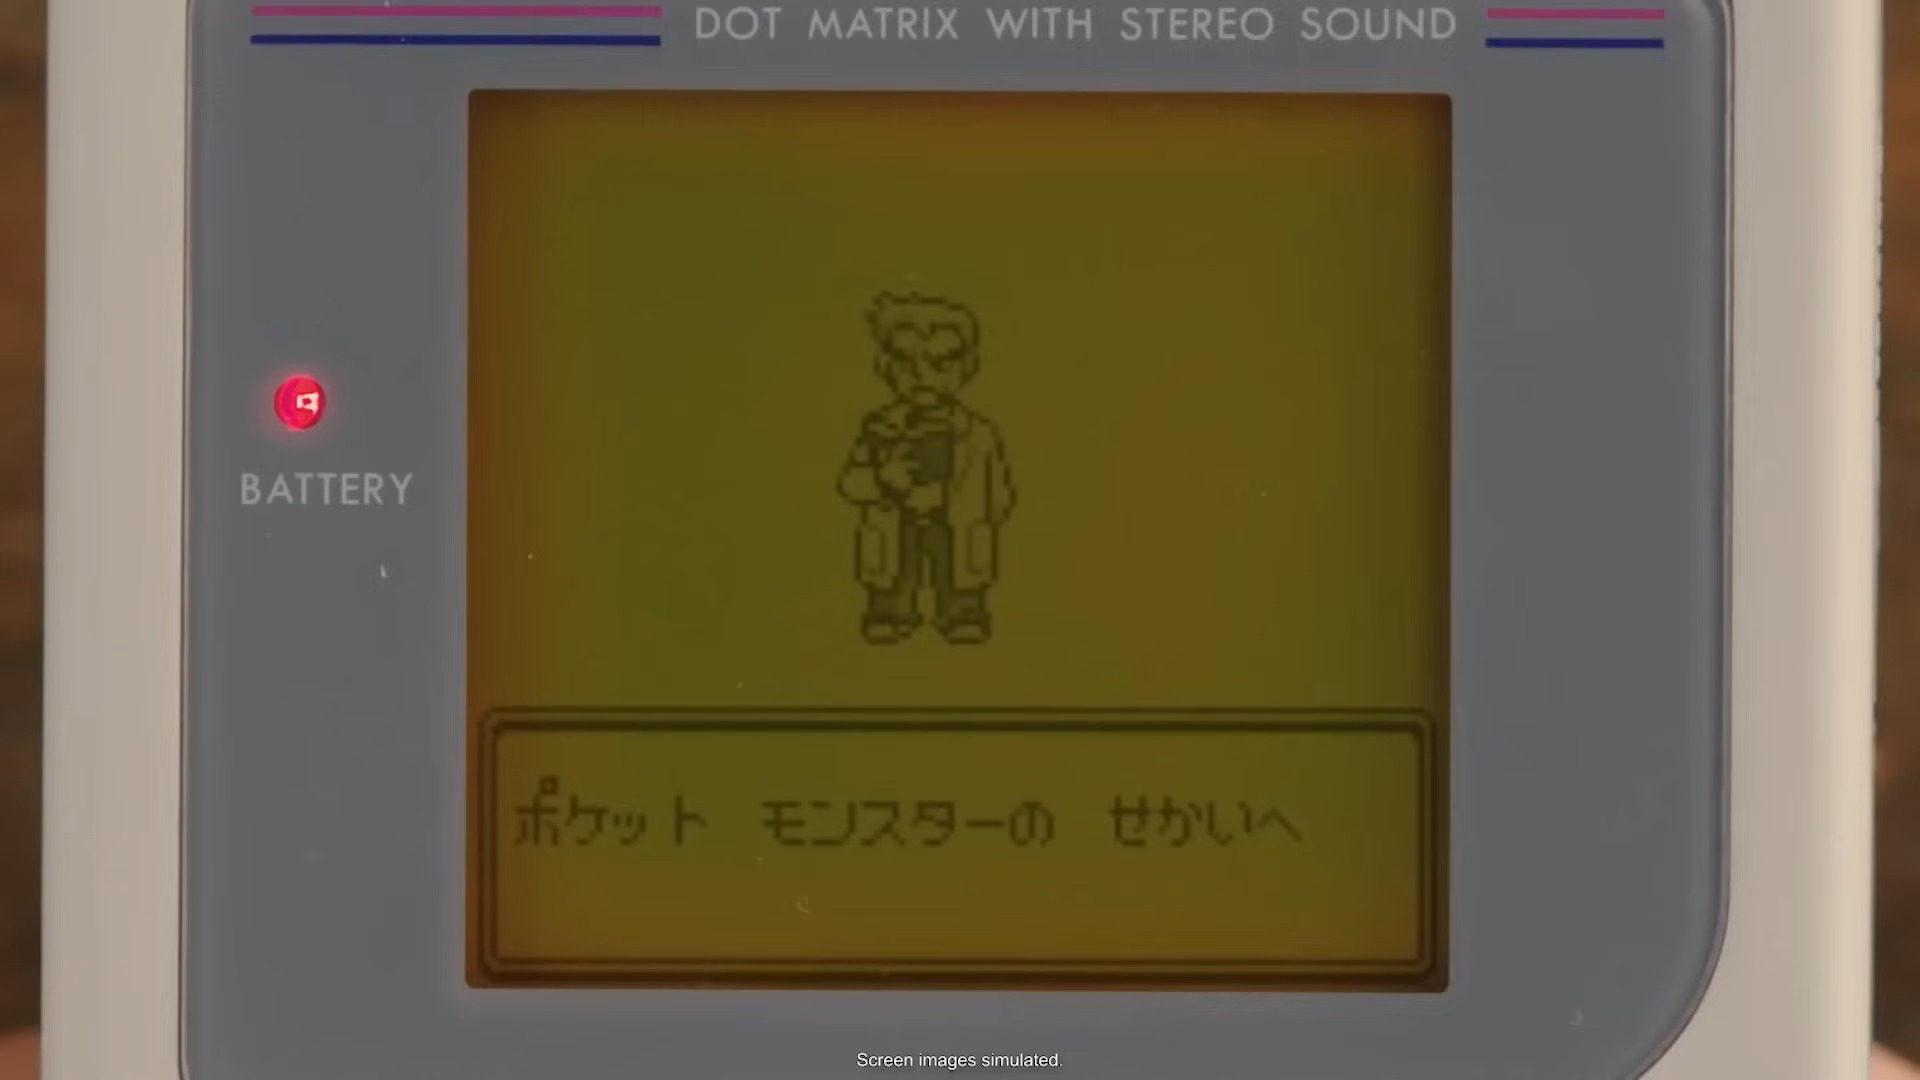 DOT MATRIX WITH STEREO SOUND
BATTERY
ポケット モンスターの せかいへ
Screen images simulated.